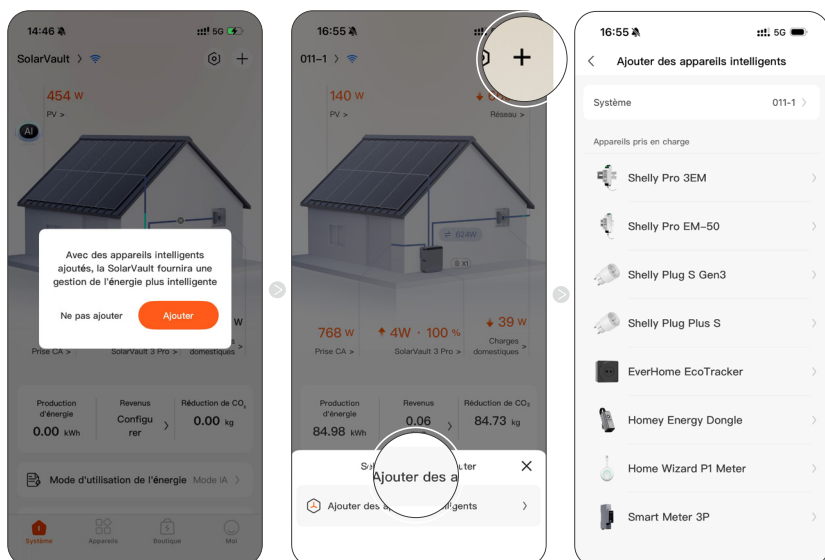 14:46
5G
SolarVault >
454 W
PV >
AI
Avec des appareils intelligents
ajoutés, la SolarVault fournira une
gestion de l'énergie plus intelligente
Ne pas ajouter
Ajouter
W
Prise CA >
SolarVault 3 Pro >
domestiques >
Production
d'énergie
0.00 kWh
Revenus
Configu
rer
Réduction de CO₂
0.00 kg
Mode d'utilisation de l'énergie Mode IA >
Système
Appareils
Boutique
Moi
16:55
011-1 >
140 W
PV >
Réseau >
024W
X1
768 W
Prise CA >
4W · 100 %
SolarVault 3 Pro >
39 W
Charges
domestiques >
Production
d'énergie
84.98 kWh
Revenus
0.06
Réduction de CO₂
84.73 kg
Ajouter des a
16:55
5G
Ajouter des appareils intelligents
Système
011-1 >
Appareils pris en charge
Shelly Pro 3EM
Shelly Pro EM-50
Shelly Plug S Gen3
Shelly Plug Plus S
EverHome EcoTracker
Homey Energy Dongle
Home Wizard P1 Meter
Smart Meter 3P